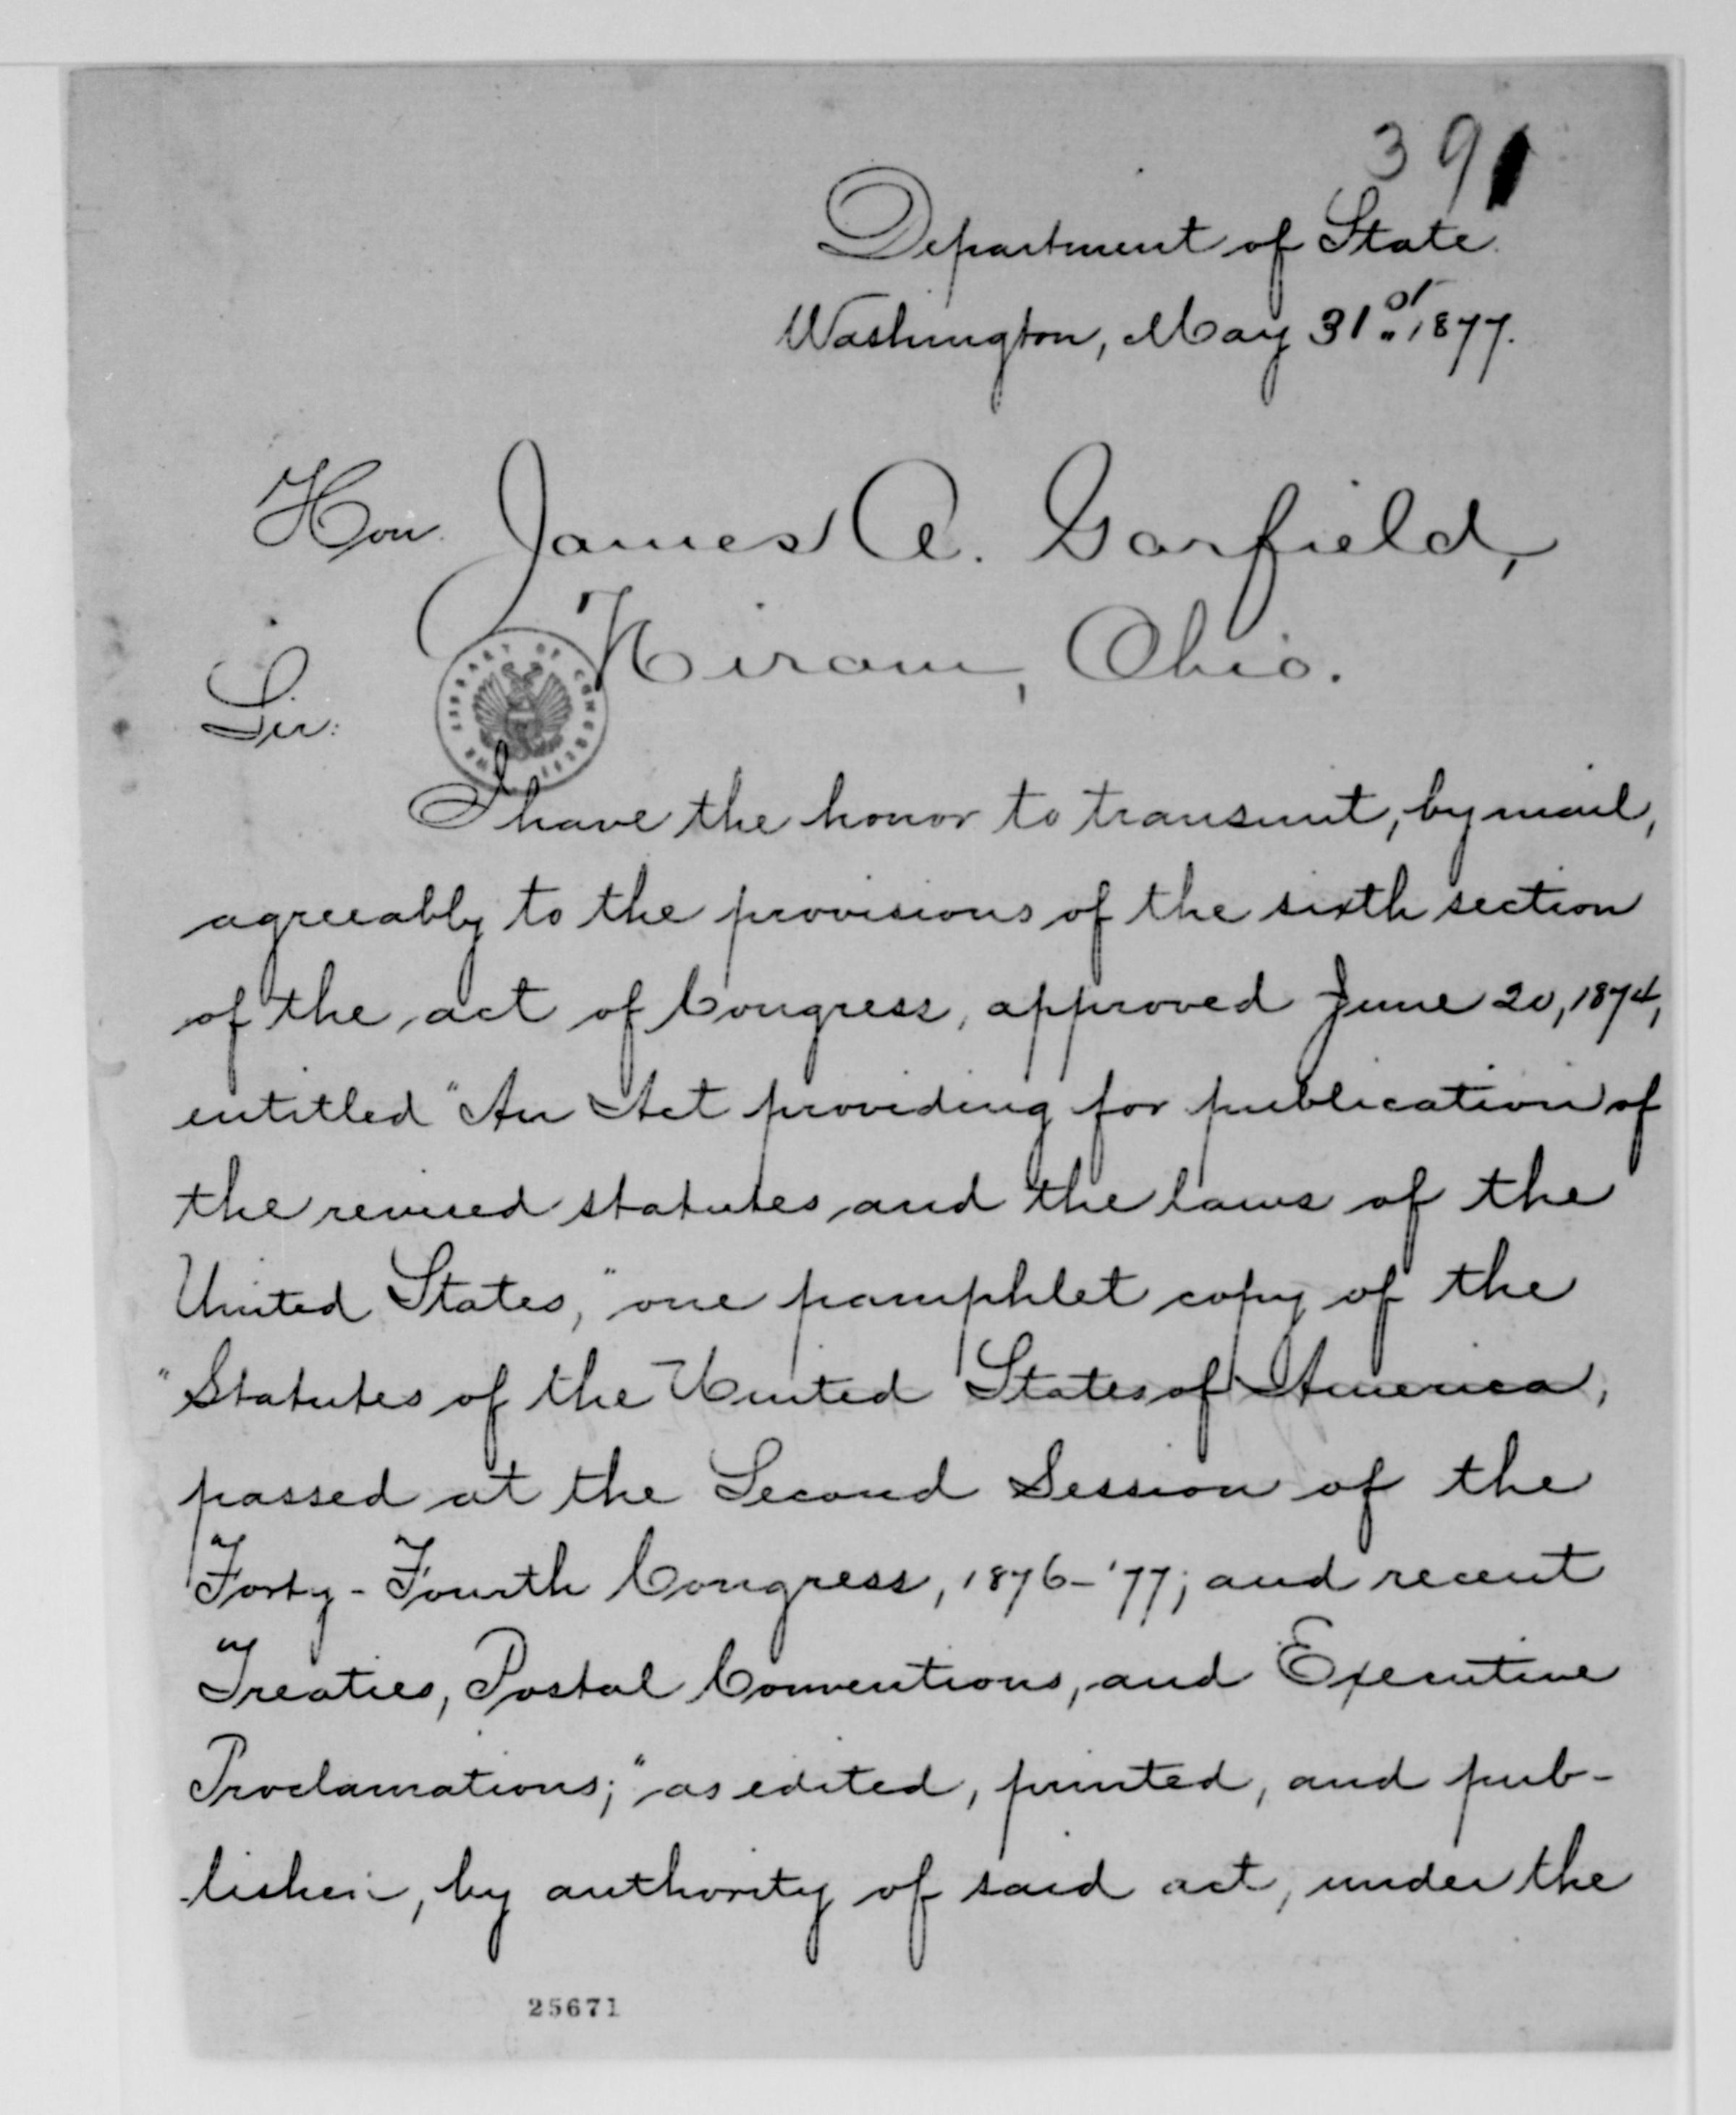 391
Department of State.
Washington, May 31st 1877.
Hon. James A. Garfield,
Hiram, Ohio.
Sir:
THE LIBRARY OF CONGRESS
I have the honor to transmit, by mail,
agreeably to the provisions of the sixth section
of the act of Congress, approved June 20, 1874,
entitled "An Act providing for publication of
the revised statutes and the laws of the
United States," one pamphlet copy of the
"Statutes of the United States of America,
passed at the Second Session of the
Forty-Fourth Congress, 1876-'77; and recent
Treaties, Postal Conventions, and Executive
Proclamations;" as edited, printed, and pub-
lished, by authority of said act, under the
25671